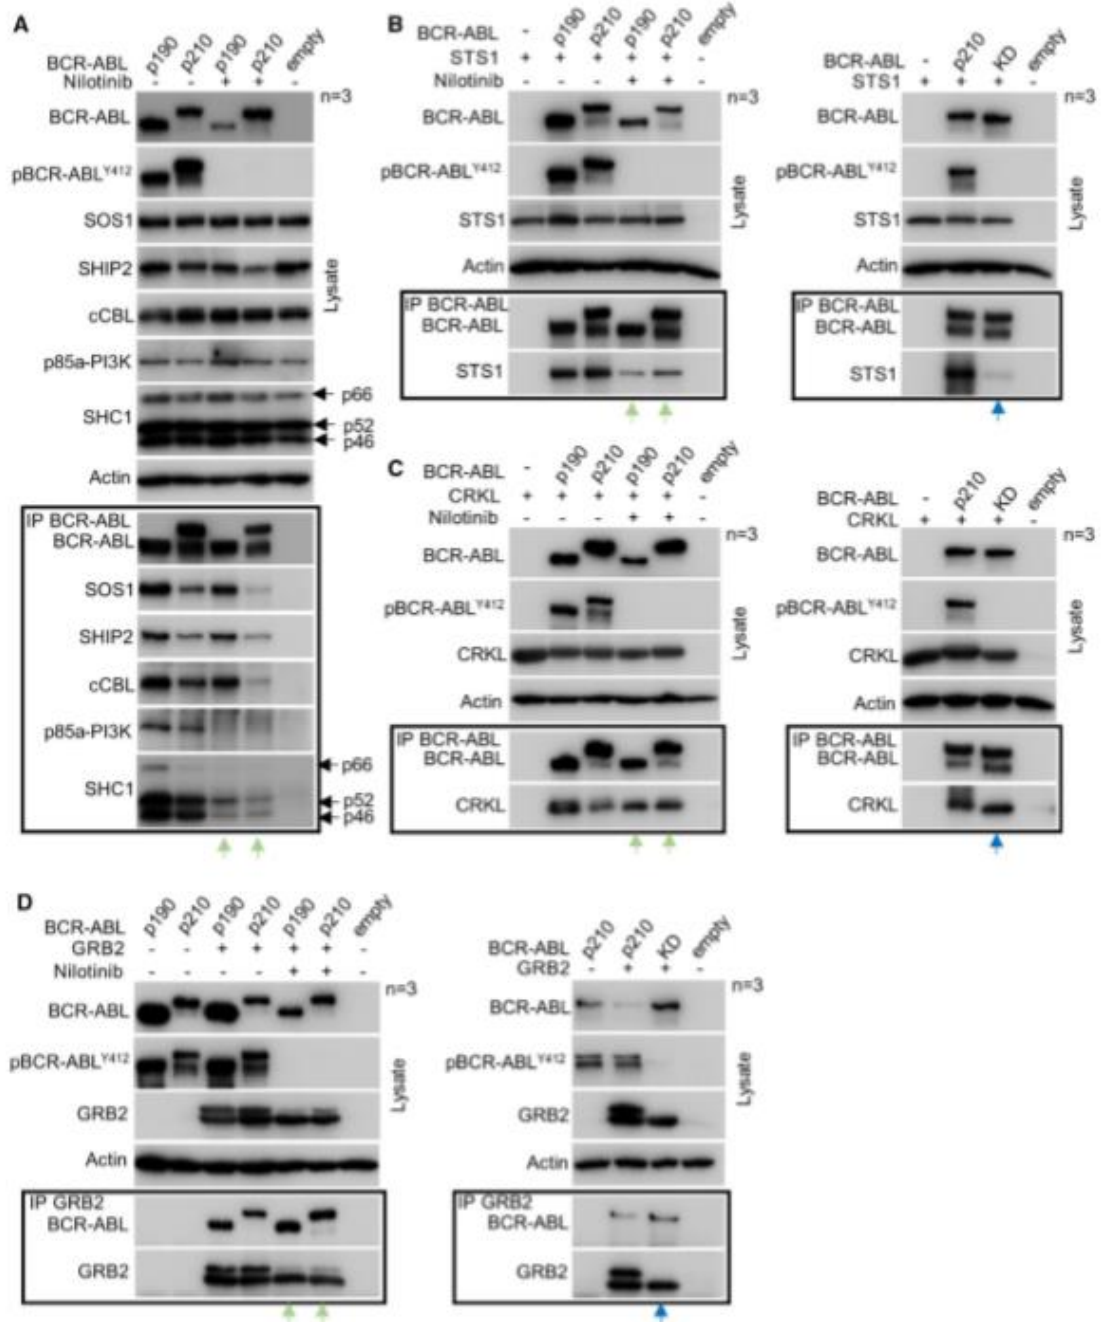 A
BCR-ABL p190 p210 p190 p210 empty
Nilotinib - - + + -
n=3
BCR-ABL
pBCR-ABLY412
SOS1
SHIP2
cCBL
p85a-PI3K
SHC1
p66
p52
p46
Actin
Lysate
IP BCR-ABL
BCR-ABL
SOS1
SHIP2
cCBL
p85a-PI3K
SHC1
p66
p52
p46
B
BCR-ABL - p190 p210 p190 p210 empty
STS1 + + + + + -
Nilotinib - - - + + -
n=3
BCR-ABL
pBCR-ABLY412
STS1
Actin
Lysate
IP BCR-ABL
BCR-ABL
STS1
BCR-ABL - p210 KD empty
STS1 + + + -
n=3
BCR-ABL
pBCR-ABLY412
STS1
Actin
Lysate
IP BCR-ABL
BCR-ABL
STS1
C
BCR-ABL - p190 p210 p190 p210 empty
CRKL + + + + + -
Nilotinib - - - + + -
n=3
BCR-ABL
pBCR-ABLY412
CRKL
Actin
Lysate
IP BCR-ABL
BCR-ABL
CRKL
BCR-ABL - p210 KD empty
CRKL + + + -
n=3
BCR-ABL
pBCR-ABLY412
CRKL
Actin
Lysate
IP BCR-ABL
BCR-ABL
CRKL
D
BCR-ABL p190 p210 p190 p210 p190 p210 empty
GRB2 - - + + + + -
Nilotinib - - - - + + -
n=3
BCR-ABL
pBCR-ABLY412
GRB2
Actin
Lysate
IP GRB2
BCR-ABL
GRB2
BCR-ABL p210 p210 KD empty
GRB2 - + + -
n=3
BCR-ABL
pBCR-ABLY412
GRB2
Actin
Lysate
IP GRB2
BCR-ABL
GRB2